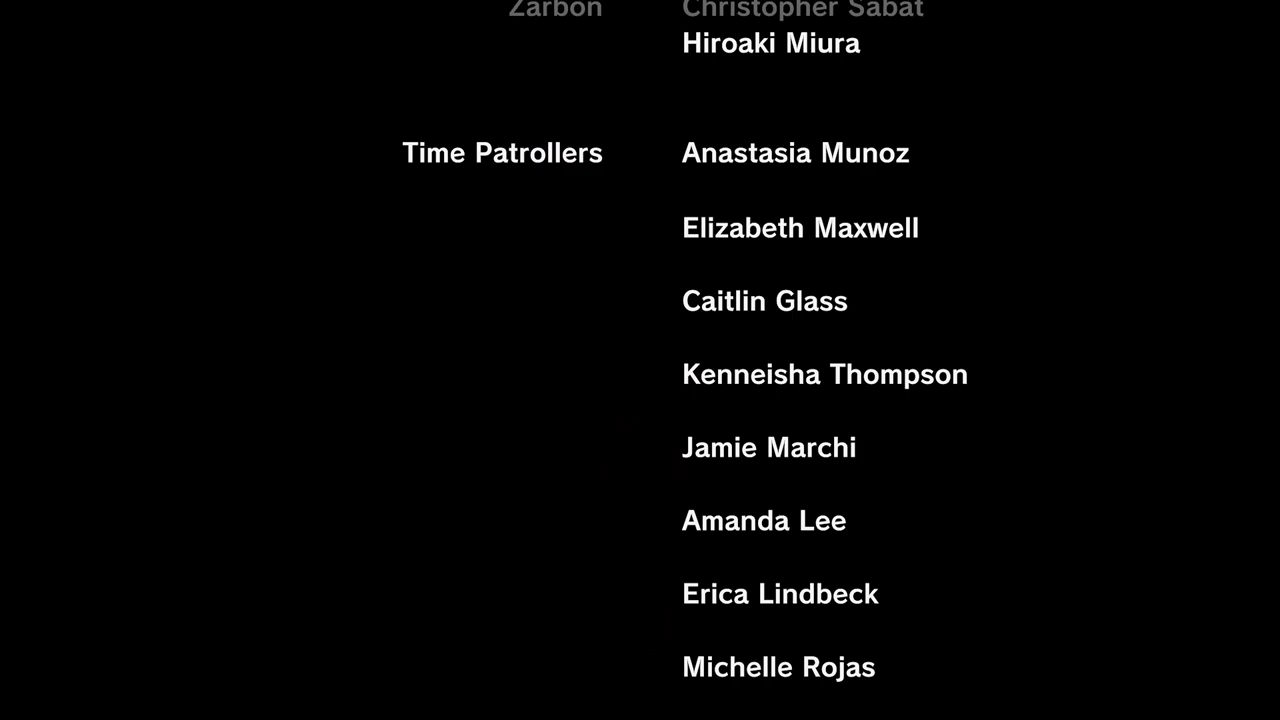 Zarbon Christopher Sabat
Hiroaki Miura
Time Patrollers Anastasia Munoz
Elizabeth Maxwell
Caitlin Glass
Kenneisha Thompson
Jamie Marchi
Amanda Lee
Erica Lindbeck
Michelle Rojas